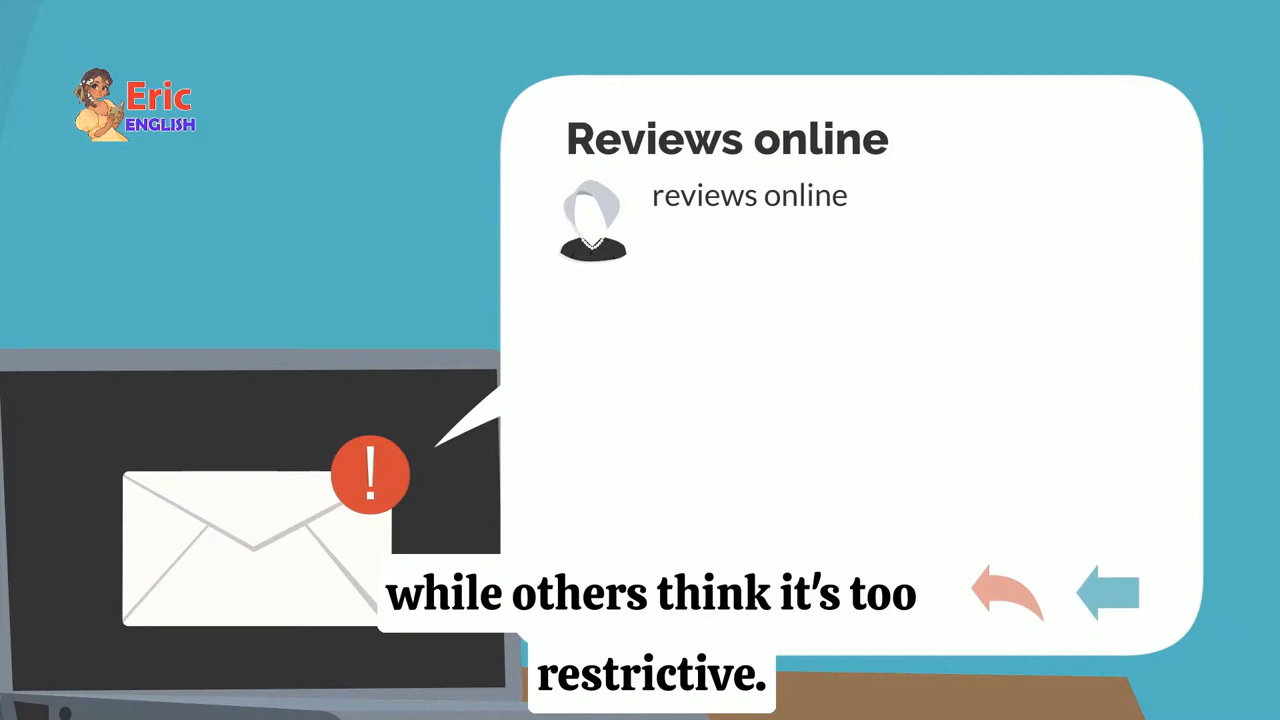 Eric
ENGLISH
Reviews online
reviews online
!
while others think it's too
restrictive.